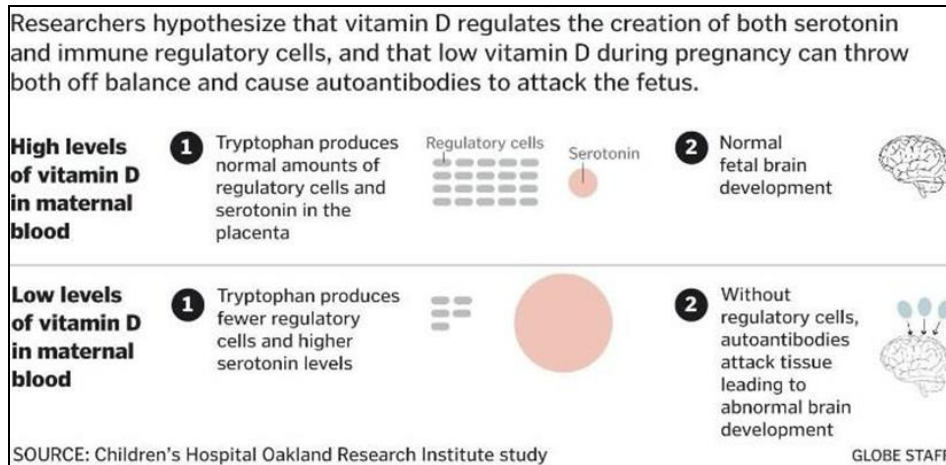 Researchers hypothesize that vitamin D regulates the creation of both serotonin
and immune regulatory cells, and that low vitamin D during pregnancy can throw
both off balance and cause autoantibodies to attack the fetus.
High levels
of vitamin D
in maternal
blood
1
Tryptophan produces
normal amounts of
regulatory cells and
serotonin in the
placenta
Regulatory cells
Serotonin
2
Normal
fetal brain
development
Low levels
of vitamin D
in maternal
blood
1
Tryptophan produces
fewer regulatory
cells and higher
serotonin levels
2
Without
regulatory cells,
autoantibodies
attack tissue
leading to
abnormal brain
development
SOURCE: Children's Hospital Oakland Research Institute study
GLOBE STAFF